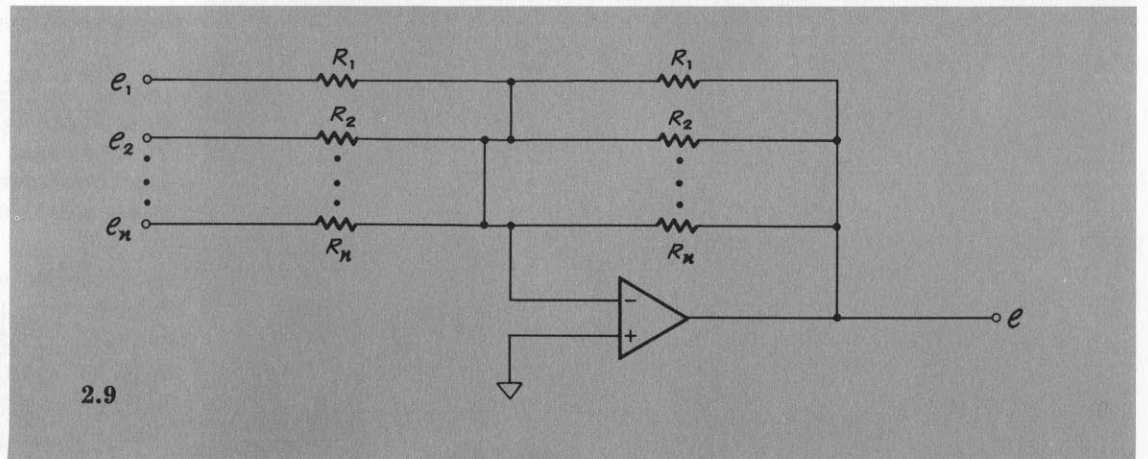 R₁ R₁
e₁
R₂ R₂
e₂
eₙ
Rₙ Rₙ
−
+
e
2.9